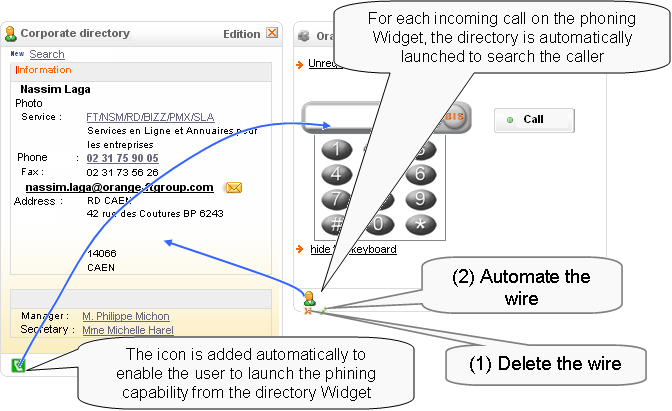 Corporate directory
Edition
New Search
Information
Nassim Laga
Photo
Service : FT/NSM/RD/BIZZ/PMX/SLA
Services en Ligne et Annuaires pour
les entreprises
Phone : 02 31 75 90 05
Fax : 02 31 73 56 26
nassim.laga@orange-ftgroup.com
Address : RD CAEN
42 rue des Coutures BP 6243
14066
CAEN
Manager : M. Philippe Michon
Secretary : Mme Michelle Harel
For each incoming call on the phoning
Widget, the directory is automatically
launched to search the caller
BIS
Call
1
4
7
0
6
9
*
hide
keyboard
(2) Automate the
wire
(1) Delete the wire
The icon is added automatically to
enable the user to launch the phining
capability from the directory Widget